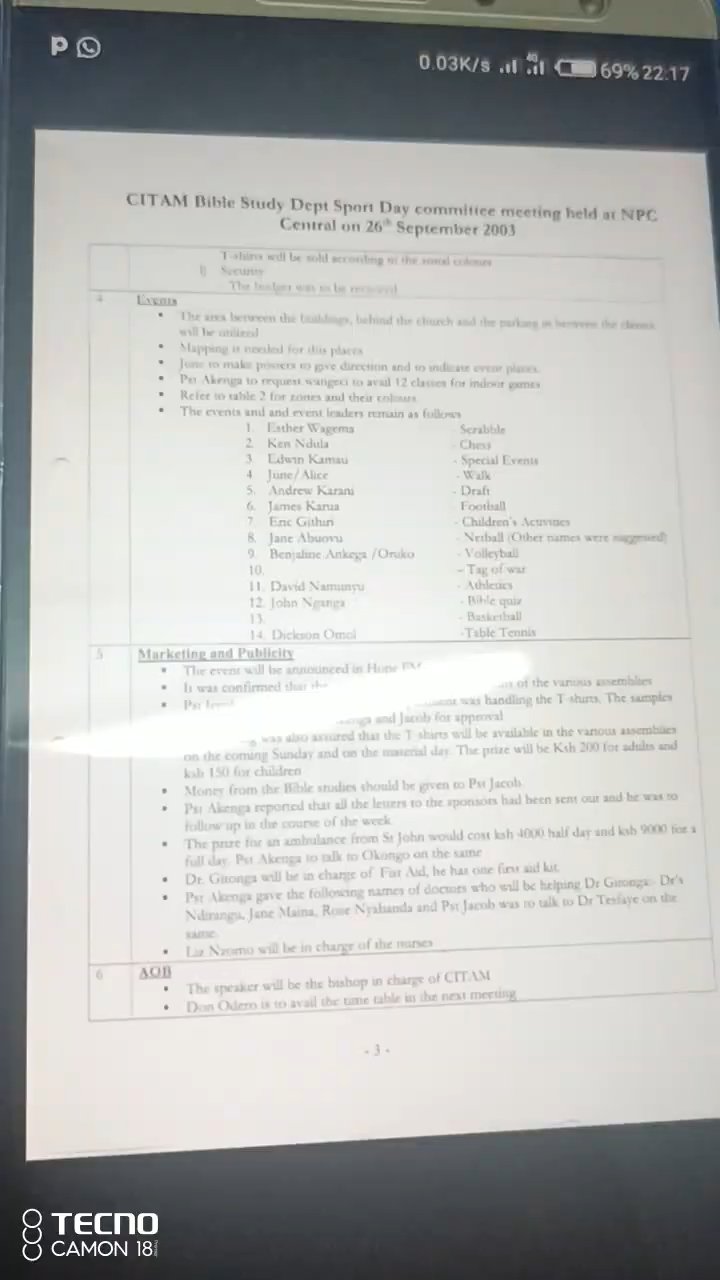 0.03K/s 4G 69% 22.17
CITAM Bible Study Dept Sport Day committee meeting held at NPC
Central on 26th September 2003
T-shirts will be sold according to the zonal colours
Security
The budget was to be reviewed
4 Events
• The area between the buildings, behind the church and the parking in between the
will be utilized
• Mapping is needed for this places
• June to make posters to give direction and to indicate event places.
• Pst Akenga to request wangeci to avail 12 classes for indoor games
• Refer to table 2 for zones and their colours
• The events and and event leaders remain as follows
1. Esther Wagema - Scrabble
2. Ken Ndula - Chess
3. Edwin Kamau - Special Events
4. June/Alice - Walk
5. Andrew Karani - Draft
6. James Karua - Football
7. Eric Githiri - Children's Activities
8. Jane Abuovu - Netball (Other names were suggested)
9. Benjaline Ankega /Oruko - Volleyball
10. – Tag of war
11. David Namunyu - Athletics
12. John Nganga - Bible quiz
13. - Basketball
14. Dickson Omol -Table Tennis
5 Marketing and Publicity
• The event will be announced in Hope FM
• It was confirmed that the of the various assemblies
• Pst was handling the T-shirts. The samples
and Jacob for approval
was also assured that the T-shirts will be available in the various assemblies
on the coming Sunday and on the material day. The prize will be Ksh 200 for adults and
ksh 150 for children
• Money from the Bible studies should be given to Pst Jacob.
• Pst Akenga reported that all the letters to the sponsors had been sent out and he was to
follow up in the course of the week
• The prize for an ambulance from St John would cost ksh 4000 half day and ksh 9000 for a
full day. Pst Akenga to talk to Okongo on the same
• Dr. Gitonga will be in charge of Fist Aid, he has one first aid kit.
• Pst Akenga gave the following names of doctors who will be helping Dr Gitonga:- Dr's
Ndirangu, Jane Maina, Rose Nyabanda and Pst Jacob was to talk to Dr Tesfaye on the
same.
• Liz Nzomo will be in charge of the nurses
6 AOB
• The speaker will be the bishop in charge of CITAM
• Don Odero is to avail the time table in the next meeting
- 3 -
TECNO
CAMON 18